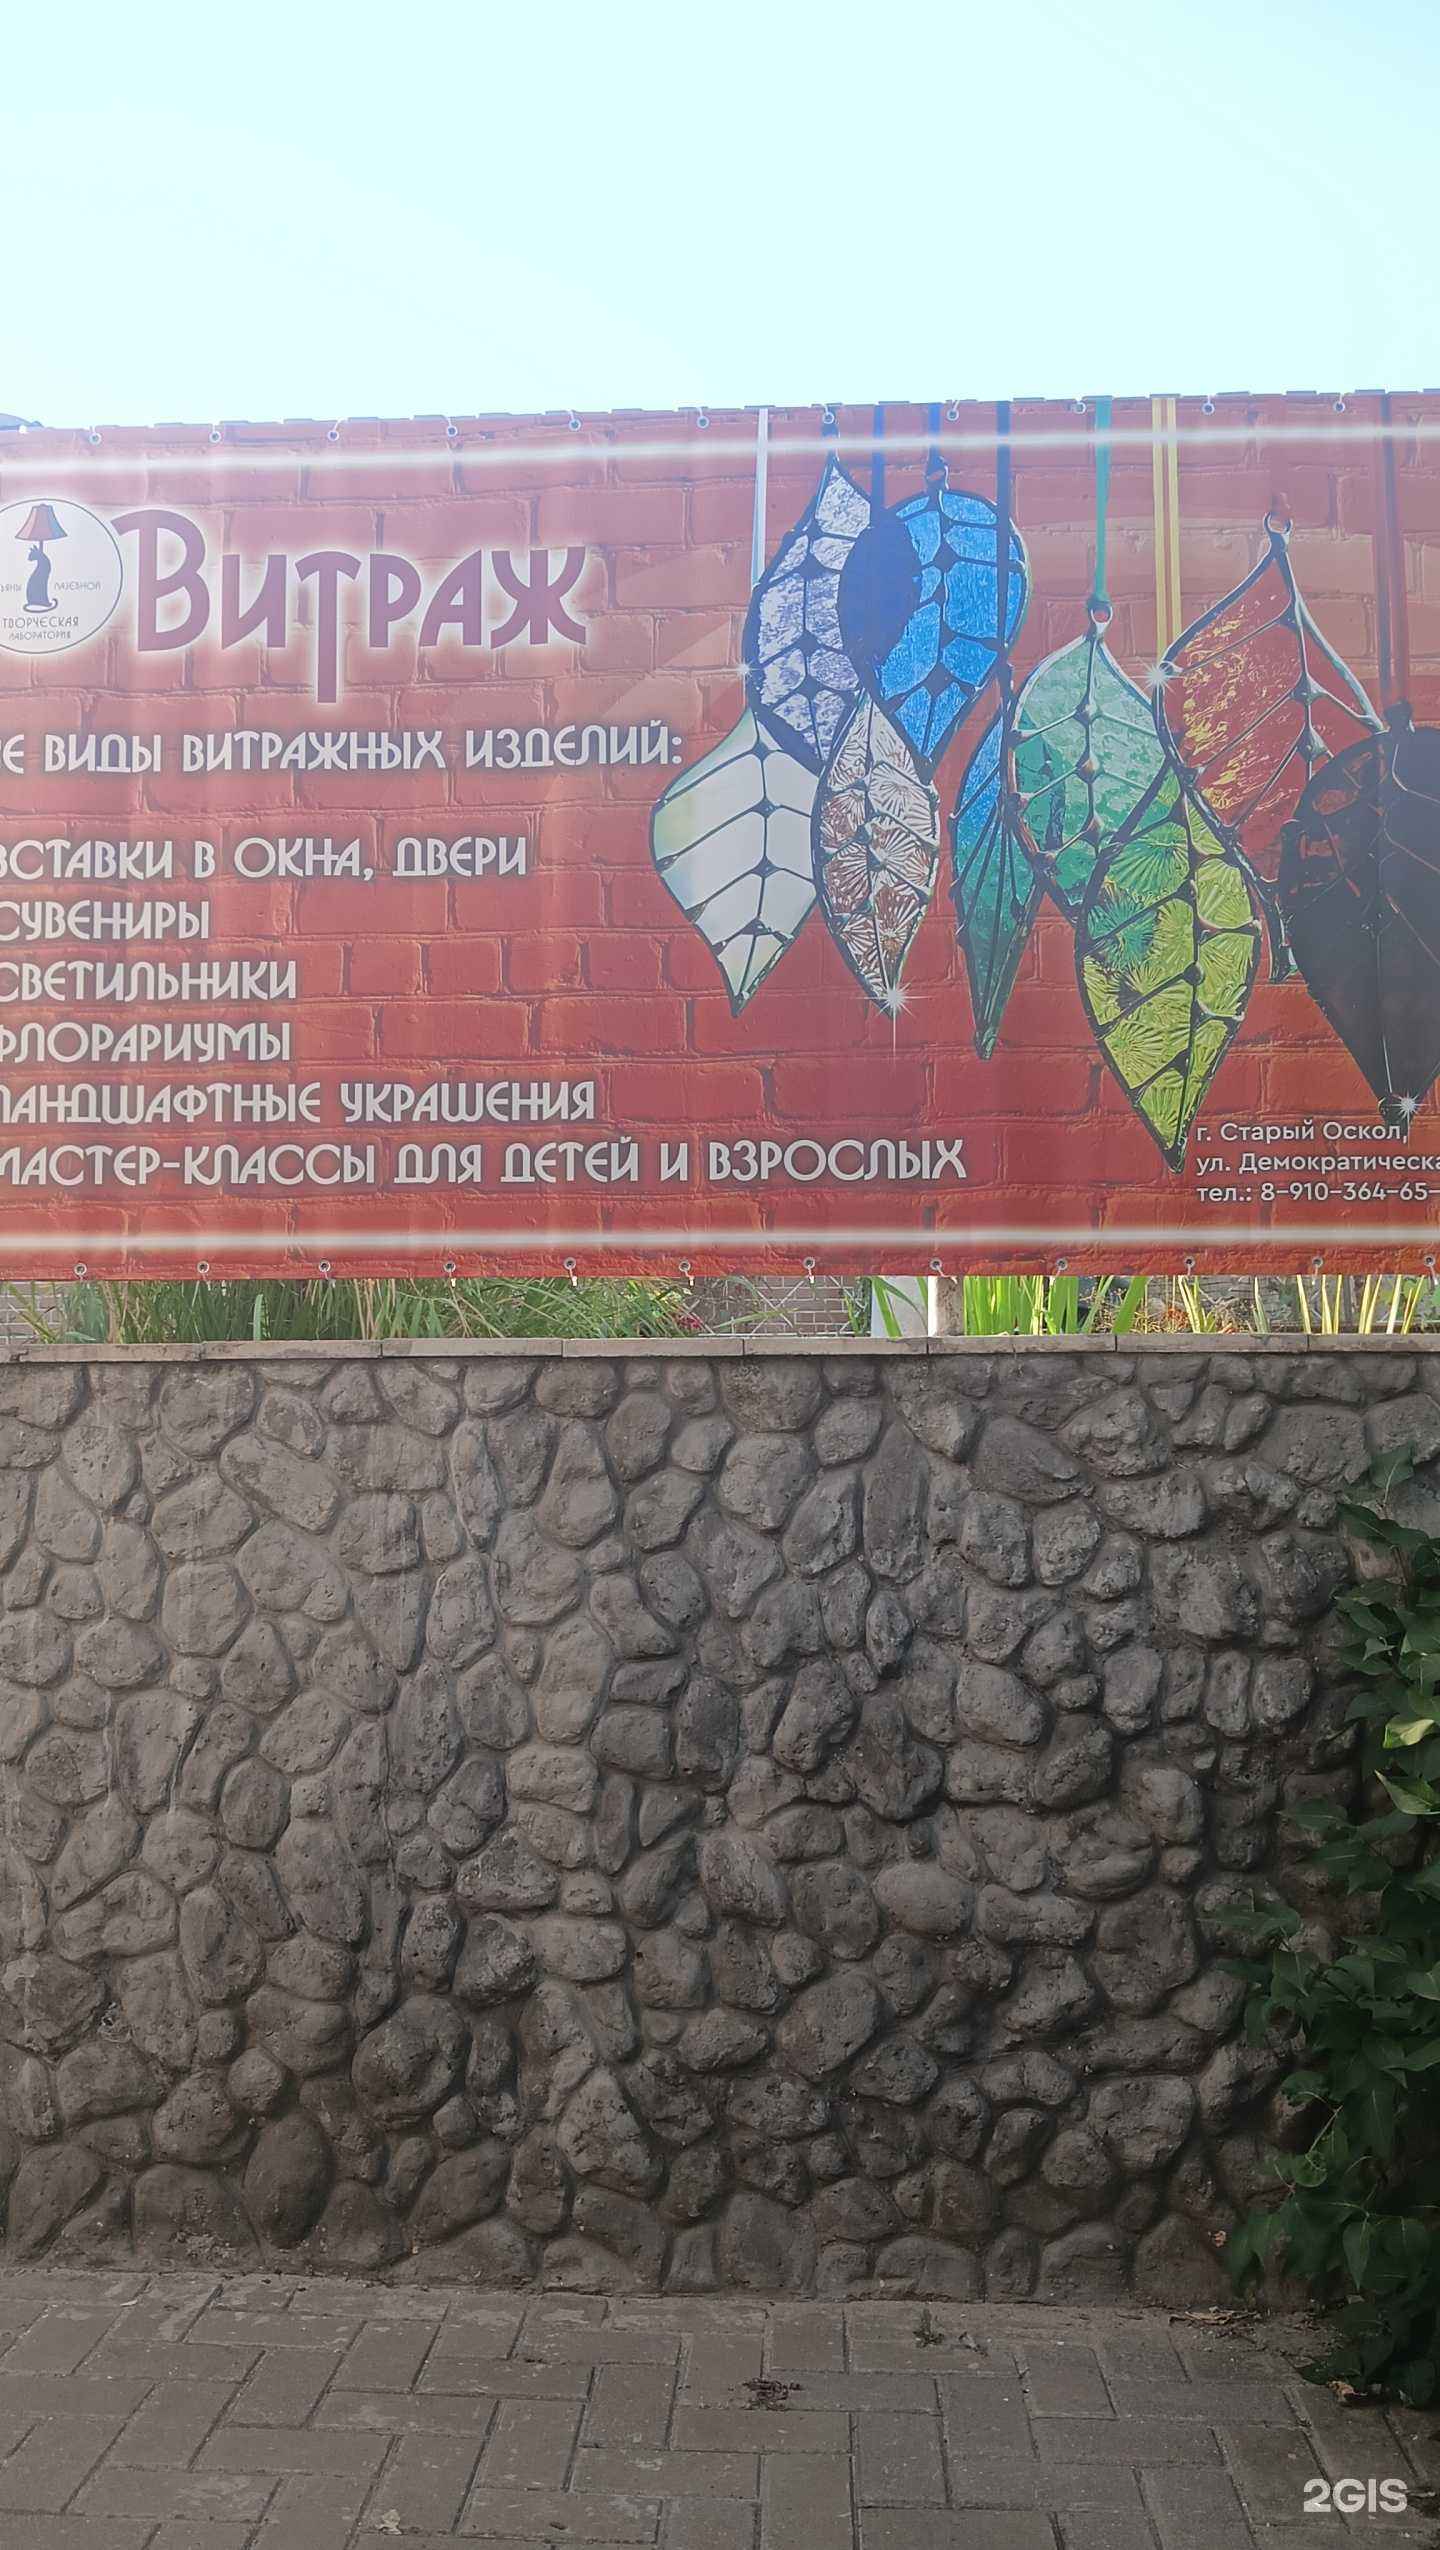 Витраж
ТВОРЧЕСКАЯ
ЛАБОРАТОРИЯ
ВИДЫ ВИТРАЖНЫХ ИЗДЕЛИЙ:
ВСТАВКИ В ОКНА, ДВЕРИ
СУВЕНИРЫ
СВЕТИЛЬНИКИ
ФЛОРАРИУМЫ
ЛАНДШАФТНЫЕ УКРАШЕНИЯ
МАСТЕР-КЛАССЫ ДЛЯ ДЕТЕЙ И ВЗРОСЛЫХ
г. Старый Оскол,
ул. Демократическа
тел.: 8-910-364-65-
2GIS